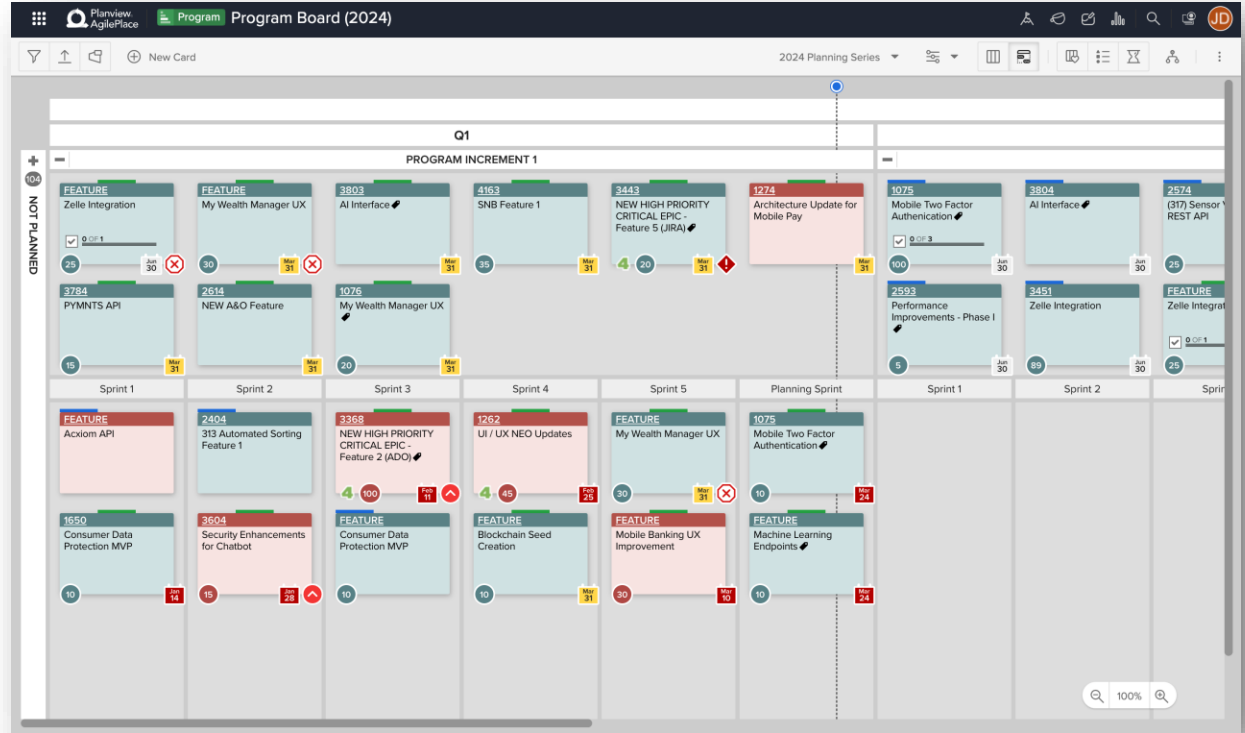 Planview
AgilePlace
Program
Program Board (2024)
JD
New Card
2024 Planning Series
Q1
PROGRAM INCREMENT 1
104
NOT PLANNED
FEATURE
Zelle Integration
0 OF 1
25
Jun
30
FEATURE
My Wealth Manager UX
30
Mar
31
3803
AI Interface
Mar
31
4163
SNB Feature 1
35
Mar
31
3443
NEW HIGH PRIORITY
CRITICAL EPIC -
Feature 5 (JIRA)
4
20
Mar
31
1274
Architecture Update for
Mobile Pay
Mar
31
1075
Mobile Two Factor
Authenication
0 OF 3
100
Jun
30
3804
AI Interface
Jun
30
2574
(317) Sensor
REST API
25
3784
PYMNTS API
15
Mar
31
2614
NEW A&O Feature
Mar
31
1076
My Wealth Manager UX
20
Mar
31
2593
Performance
Improvements - Phase I
5
Jun
30
3451
Zelle Integration
89
Jun
30
FEATURE
Zelle Integrat
0 OF 1
25
Sprint 1
Sprint 2
Sprint 3
Sprint 4
Sprint 5
Planning Sprint
Sprint 1
Sprint 2
Sprin
FEATURE
Acxiom API
2404
313 Automated Sorting
Feature 1
3368
NEW HIGH PRIORITY
CRITICAL EPIC -
Feature 2 (ADO)
4
100
Feb
11
1262
UI / UX NEO Updates
4
45
Feb
25
FEATURE
My Wealth Manager UX
30
Mar
31
1075
Mobile Two Factor
Authentication
10
Mar
24
1650
Consumer Data
Protection MVP
10
Jan
14
3604
Security Enhancements
for Chatbot
15
Jan
28
FEATURE
Consumer Data
Protection MVP
10
FEATURE
Blockchain Seed
Creation
10
Mar
31
FEATURE
Mobile Banking UX
Improvement
30
Mar
10
FEATURE
Machine Learning
Endpoints
10
Mar
24
100%